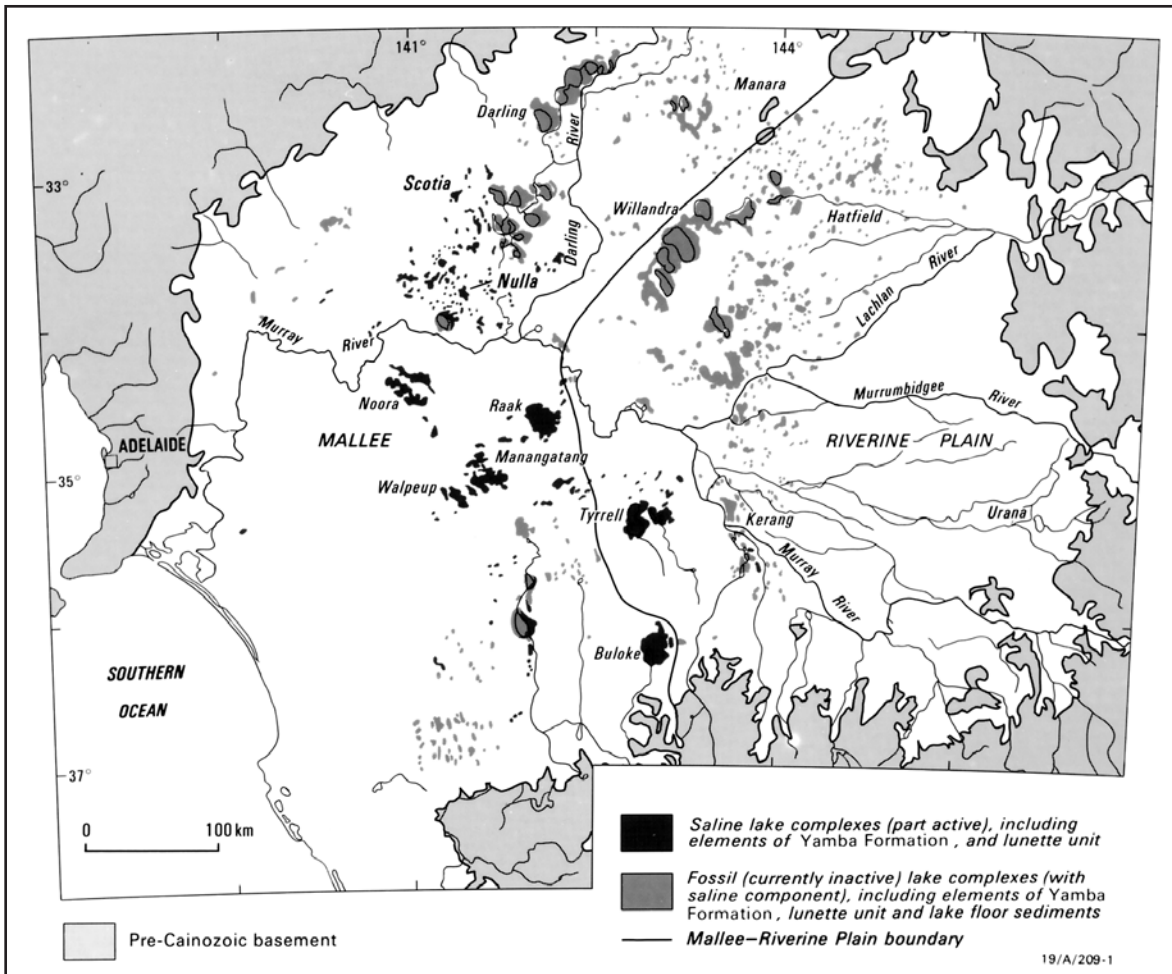 141°
144°
Manara
Darling
River
33°
Scotia
Willandra
Hatfield
Darling
River
Nulla
Lachlan
Murray
River
Murrumbidgee
River
Noora
Raak
MALLEE
RIVERINE PLAIN
ADELAIDE
Manangatang
35°
Walpeup
Urana
Tyrrell
Kerang
Murray
River
Buloke
SOUTHERN
OCEAN
37°
0 100 km
Saline lake complexes (part active), including
elements of Yamba Formation, and lunette unit
Fossil (currently inactive) lake complexes (with
saline component), including elements of Yamba
Formation, lunette unit and lake floor sediments
Pre-Cainozoic basement
Mallee–Riverine Plain boundary
19/A/209-1